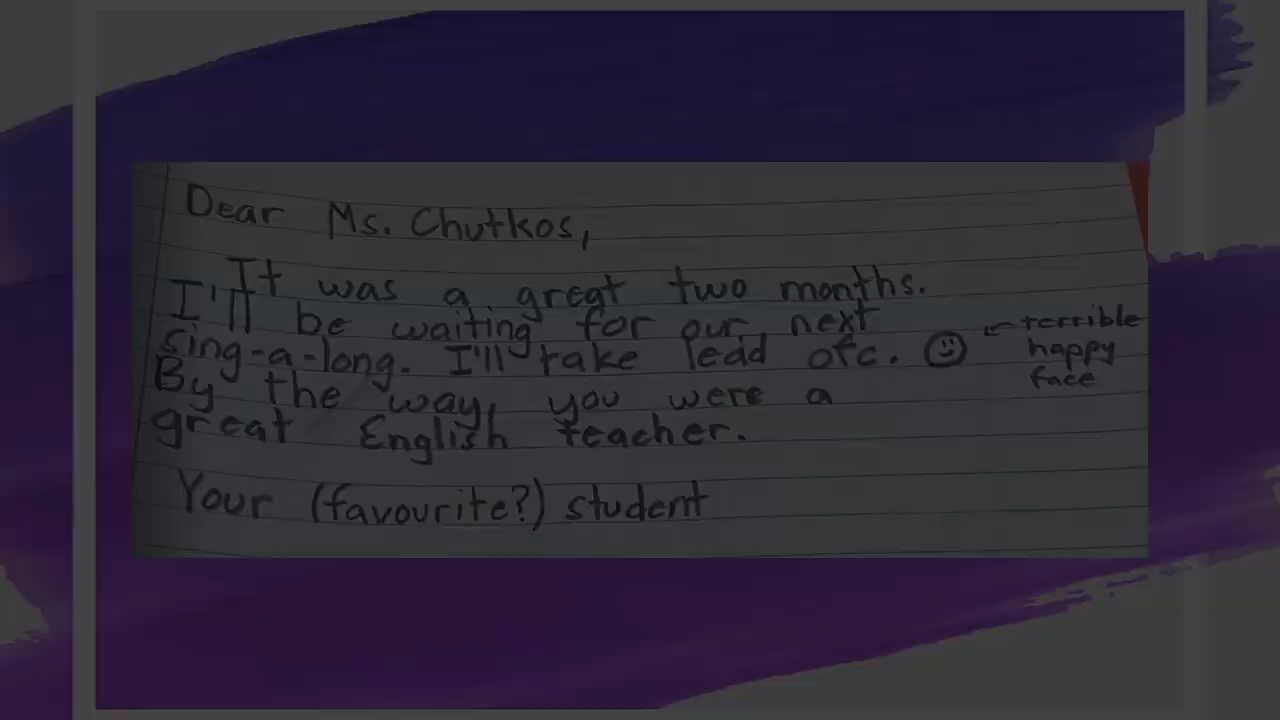 Dear Ms. Chutkos,
It was a great two months.
I'll be waiting for our next
sing-a-long. I'll take ledd ofc. ☺ ← terrible
happy
face
By the way, you were a
great English teacher.
Your (favourite?) student